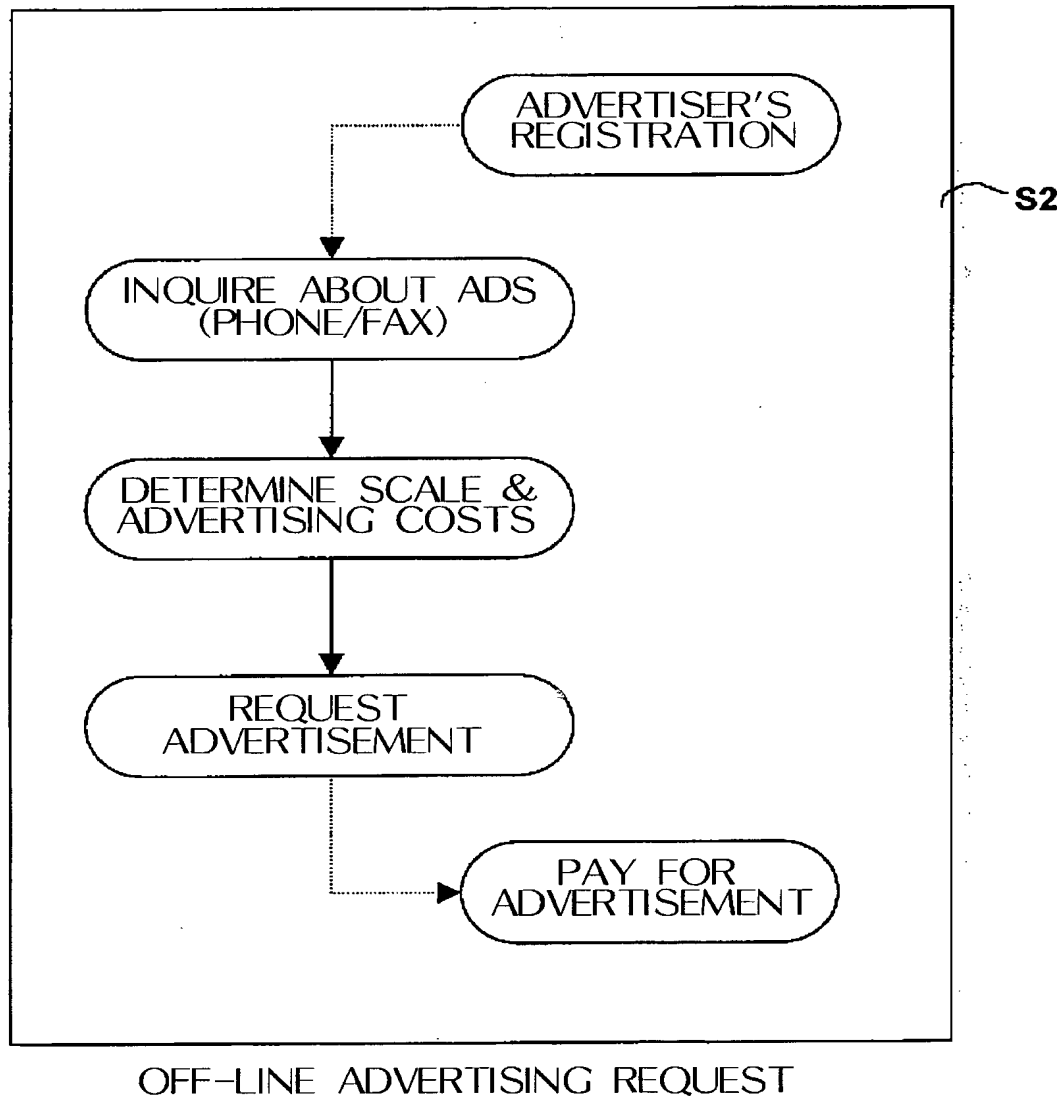 ADVERTISER'S
REGISTRATION
S2
INQUIRE ABOUT ADS
(PHONE/FAX)
DETERMINE SCALE &
ADVERTISING COSTS
REQUEST
ADVERTISEMENT
PAY FOR
ADVERTISEMENT
OFF-LINE ADVERTISING REQUEST